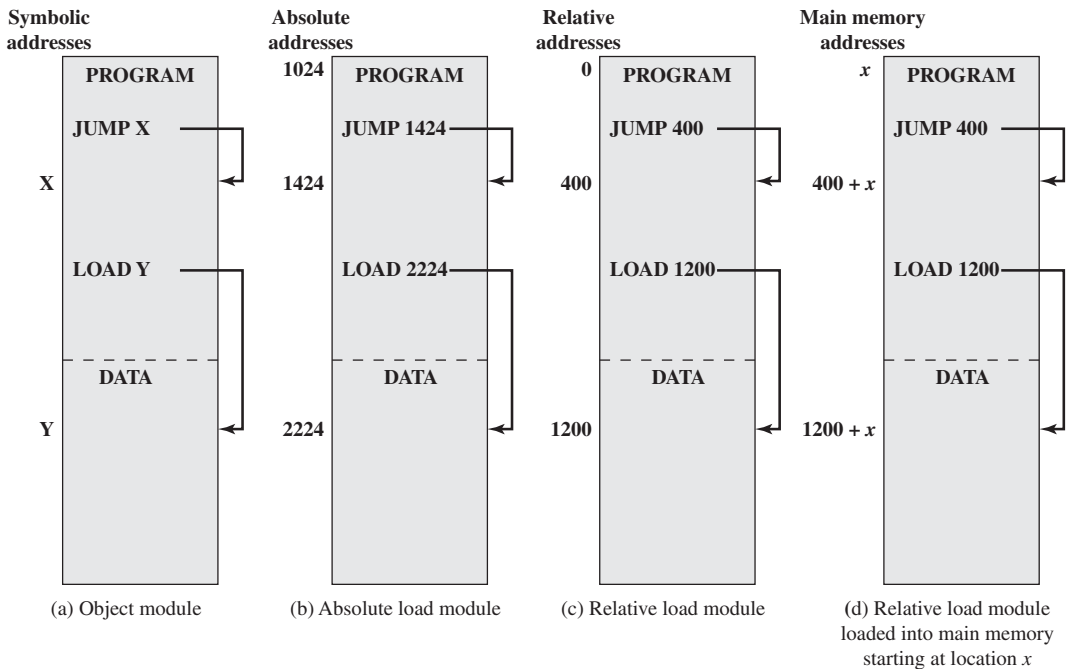 Symbolic
addresses
PROGRAM
JUMP X
X
LOAD Y
DATA
Y
(a) Object module
Absolute
addresses
1024
PROGRAM
JUMP 1424
1424
LOAD 2224
DATA
2224
(b) Absolute load module
Relative
addresses
0
PROGRAM
JUMP 400
400
LOAD 1200
DATA
1200
(c) Relative load module
Main memory
addresses
x
PROGRAM
JUMP 400
400 + x
LOAD 1200
DATA
1200 + x
(d) Relative load module
loaded into main memory
starting at location x